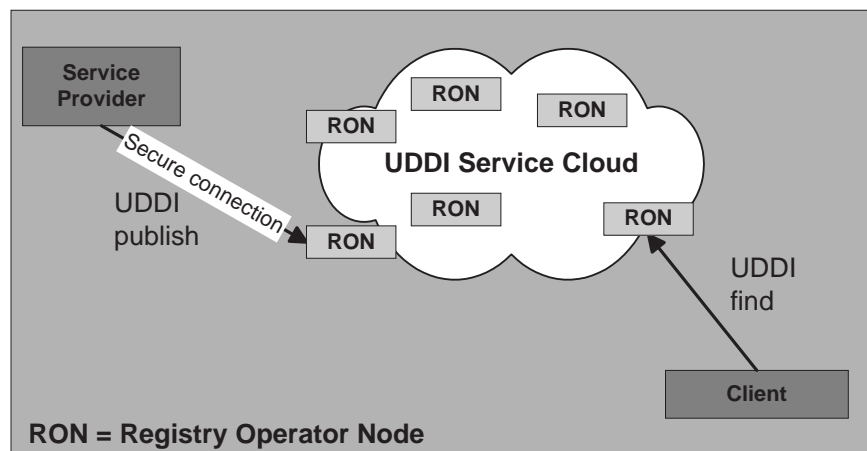 Service
Provider
RON
RON
RON
UDDI Service Cloud
Secure connection
UDDI
publish
RON
RON
RON
UDDI
find
Client
RON = Registry Operator Node